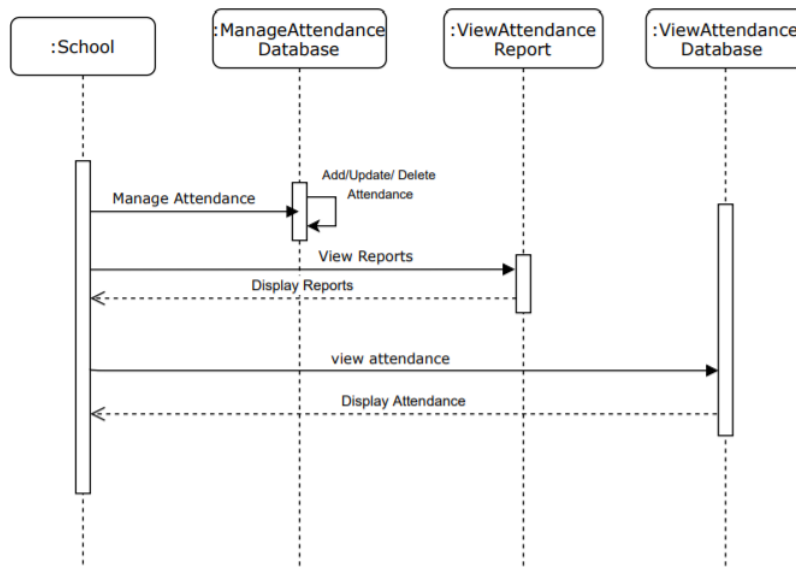 :School
:ManageAttendance
Database
:ViewAttendance
Report
:ViewAttendance
Database
Add/Update/ Delete
Attendance
Manage Attendance
View Reports
Display Reports
view attendance
Display Attendance